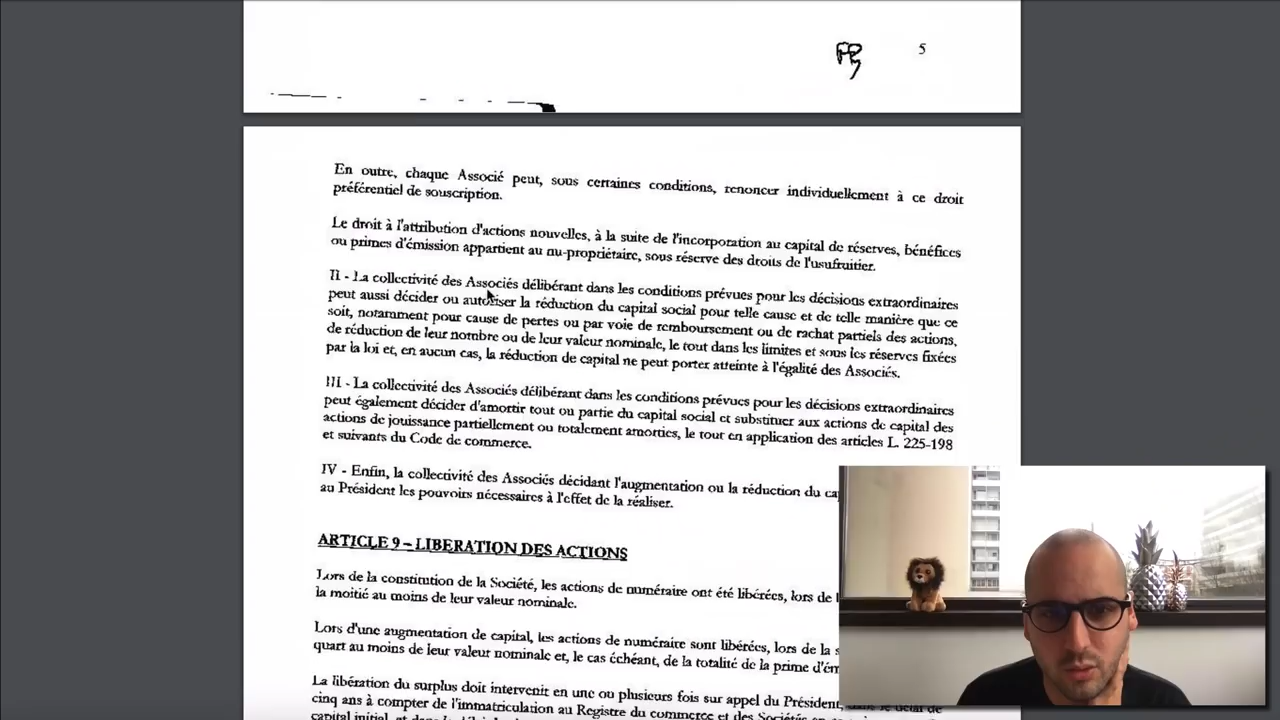 5
En outre, chaque Associé peut, sous certaines conditions, renoncer individuellement à ce droit
préférentiel de souscription.
Le droit à l'attribution d'actions nouvelles, à la suite de l'incorporation au capital de réserves, bénéfices
ou primes d'émission appartient au nu-propriétaire, sous réserve des droits de l'usufruitier.
II - La collectivité des Associés délibérant dans les conditions prévues pour les décisions extraordinaires
peut aussi décider ou autoriser la réduction du capital social pour telle cause et de telle manière que ce
soit, notamment pour cause de pertes ou par voie de remboursement ou de rachat partiels des actions,
de réduction de leur nombre ou de leur valeur nominale, le tout dans les limites et sous les réserves fixées
par la loi et, en aucun cas, la réduction de capital ne peut porter atteinte à l'égalité des Associés.
III - La collectivité des Associés délibérant dans les conditions prévues pour les décisions extraordinaires
peut également décider d'amortir tout ou partie du capital social et substituer aux actions de capital des
actions de jouissance partiellement ou totalement amorties, le tout en application des articles L. 225-198
et suivants du Code de commerce.
IV - Enfin, la collectivité des Associés décidant l'augmentation ou la réduction du
au Président les pouvoirs nécessaires à l'effet de la réaliser.
ARTICLE 9 – LIBERATION DES ACTIONS
Lors de la constitution de la Société, les actions de numéraire ont été libérées, lors de
la moitié au moins de leur valeur nominale.
Lors d'une augmentation de capital, les actions de numéraire sont libérées, lors de la
quart au moins de leur valeur nominale et, le cas échéant, de la totalité de la prime
La libération du surplus doit intervenir en une ou plusieurs fois sur appel du Président,
cinq ans à compter de l'immatriculation au Registre du commerce et des Sociétés
capital initial, et dans